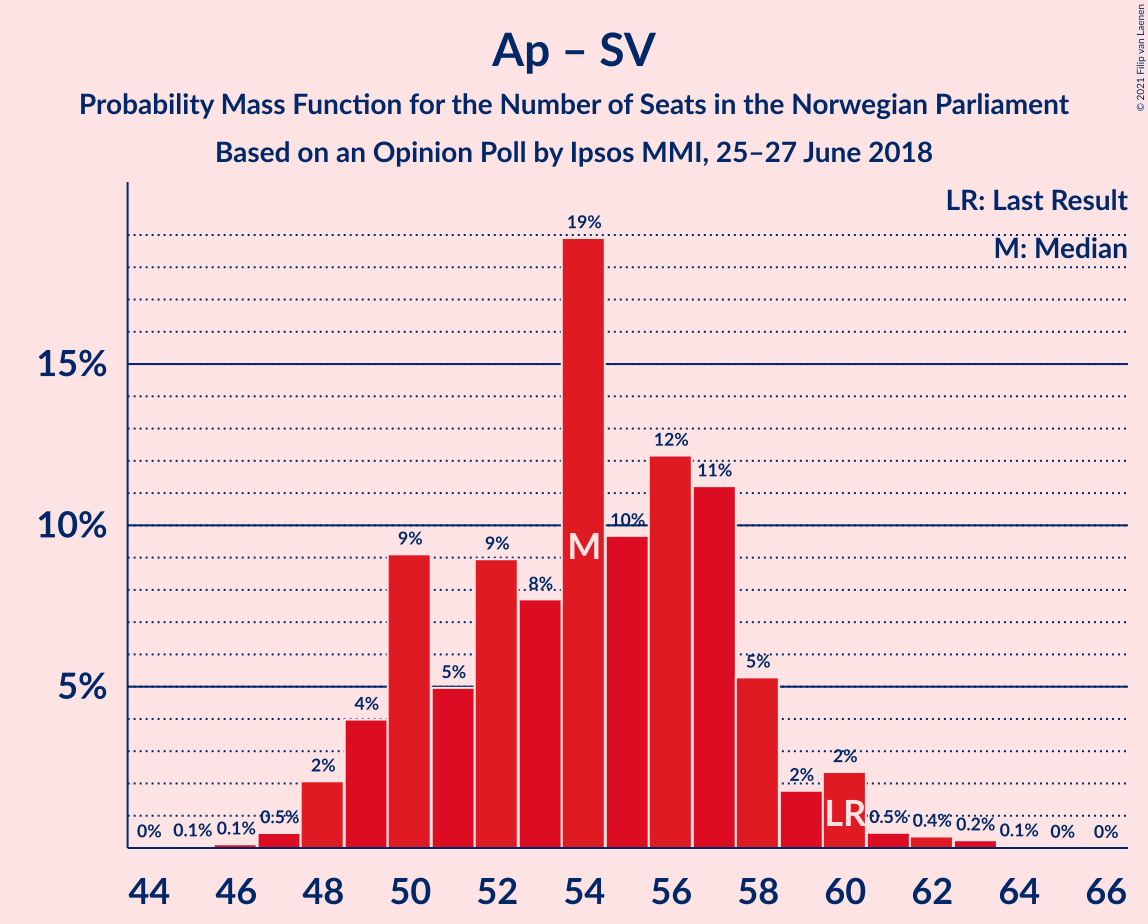 Ap – SV
Probability Mass Function for the Number of Seats in the Norwegian Parliament
Based on an Opinion Poll by Ipsos MMI, 25–27 June 2018
© 2021 Filip van Laenen
LR: Last Result
M: Median
15%
10%
5%
0%
0.1%
0.1%
0.5%
2%
4%
9%
5%
9%
8%
19%
10%
12%
11%
5%
2%
2%
0.5%
0.4%
0.2%
0.1%
0%
0%
M
LR
44 46 48 50 52 54 56 58 60 62 64 66